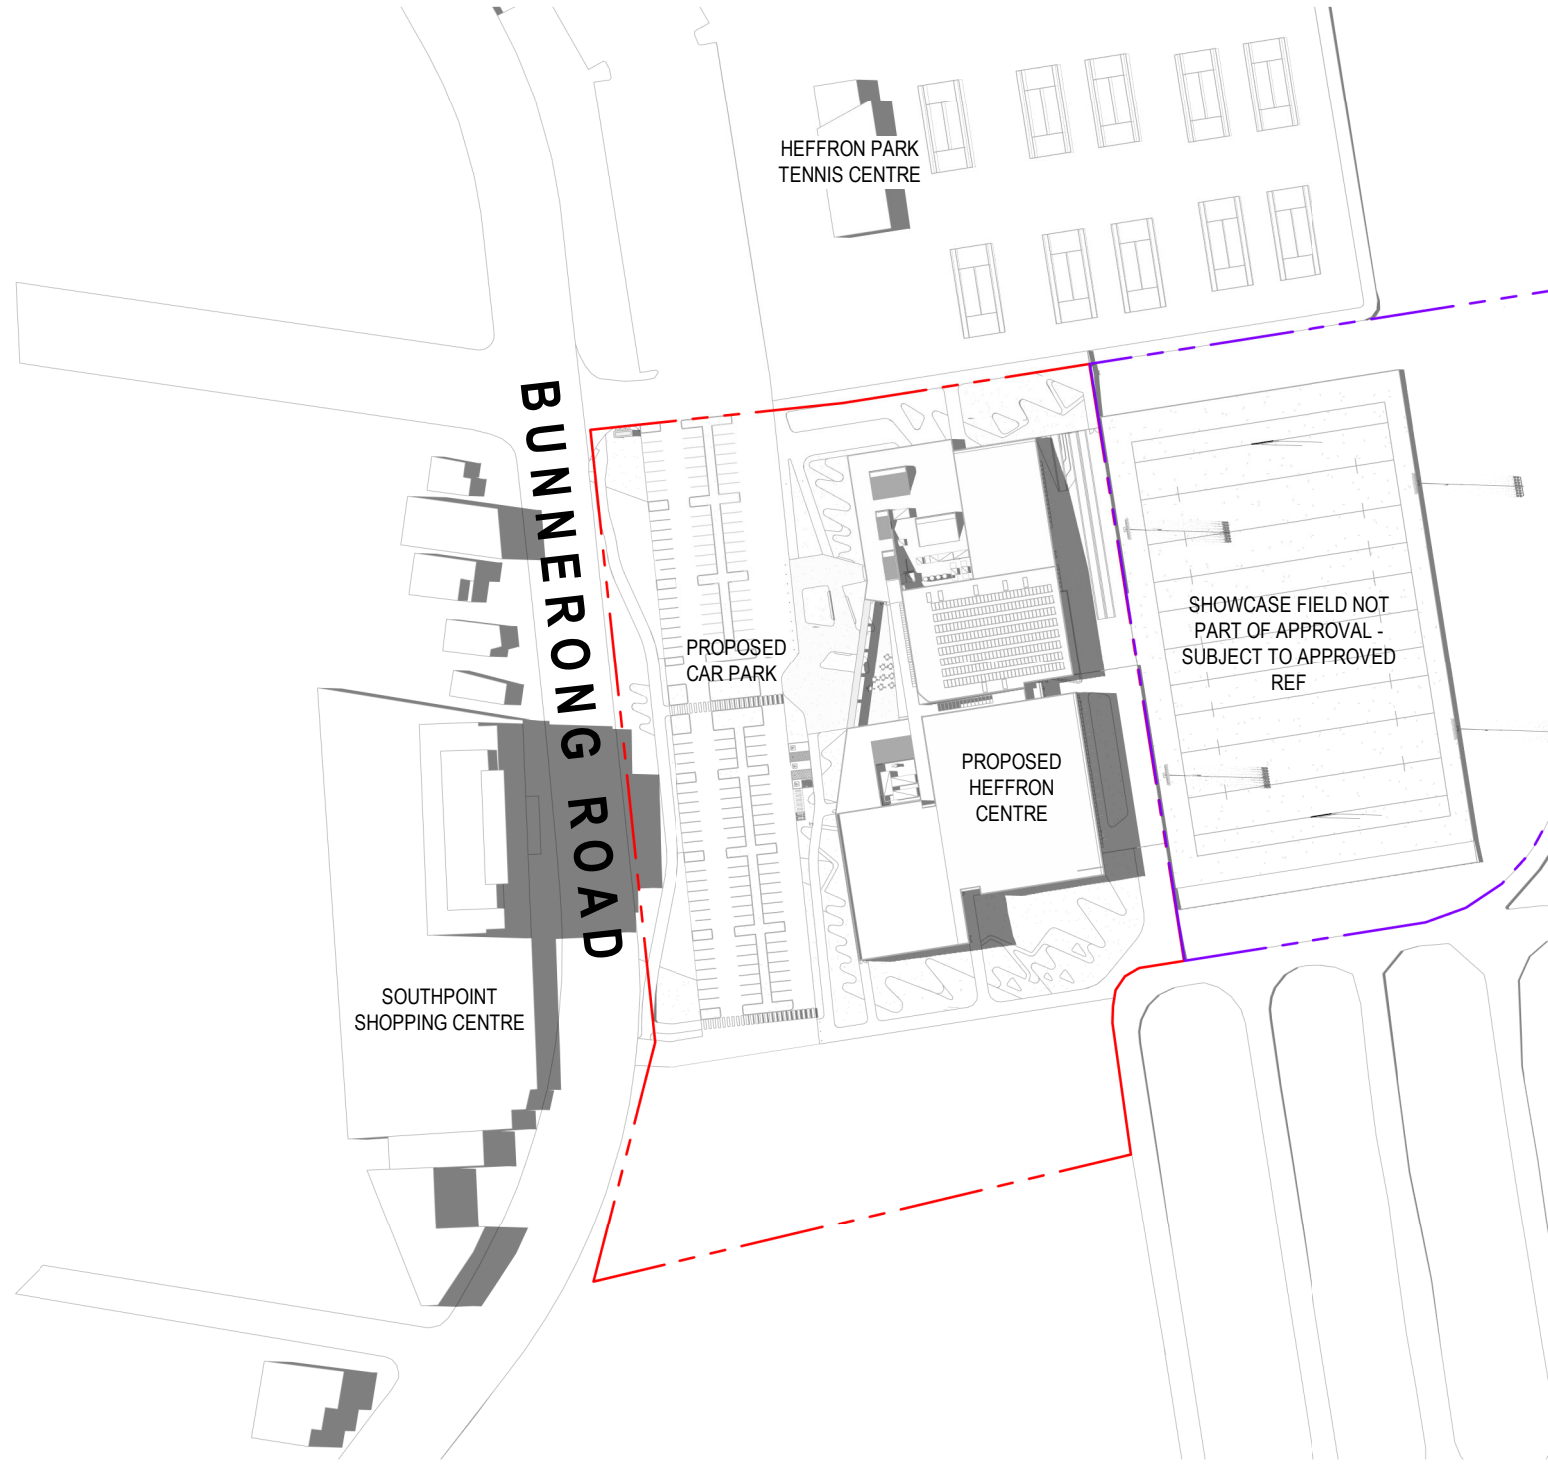 HEFFRON PARK
TENNIS CENTRE
BUNNERONG ROAD
SHOWCASE FIELD NOT
PART OF APPROVAL -
SUBJECT TO APPROVED
REF
PROPOSED
CAR PARK
PROPOSED
HEFFRON
CENTRE
SOUTHPOINT
SHOPPING CENTRE